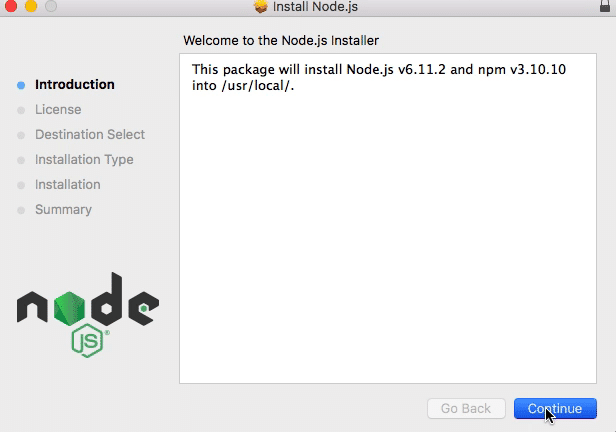 Install Node.js
Welcome to the Node.js Installer
Introduction
License
Destination Select
Installation Type
Installation
Summary
This package will install Node.js v6.11.2 and npm v3.10.10
into /usr/local/.
node
JS®
Go Back
Continue